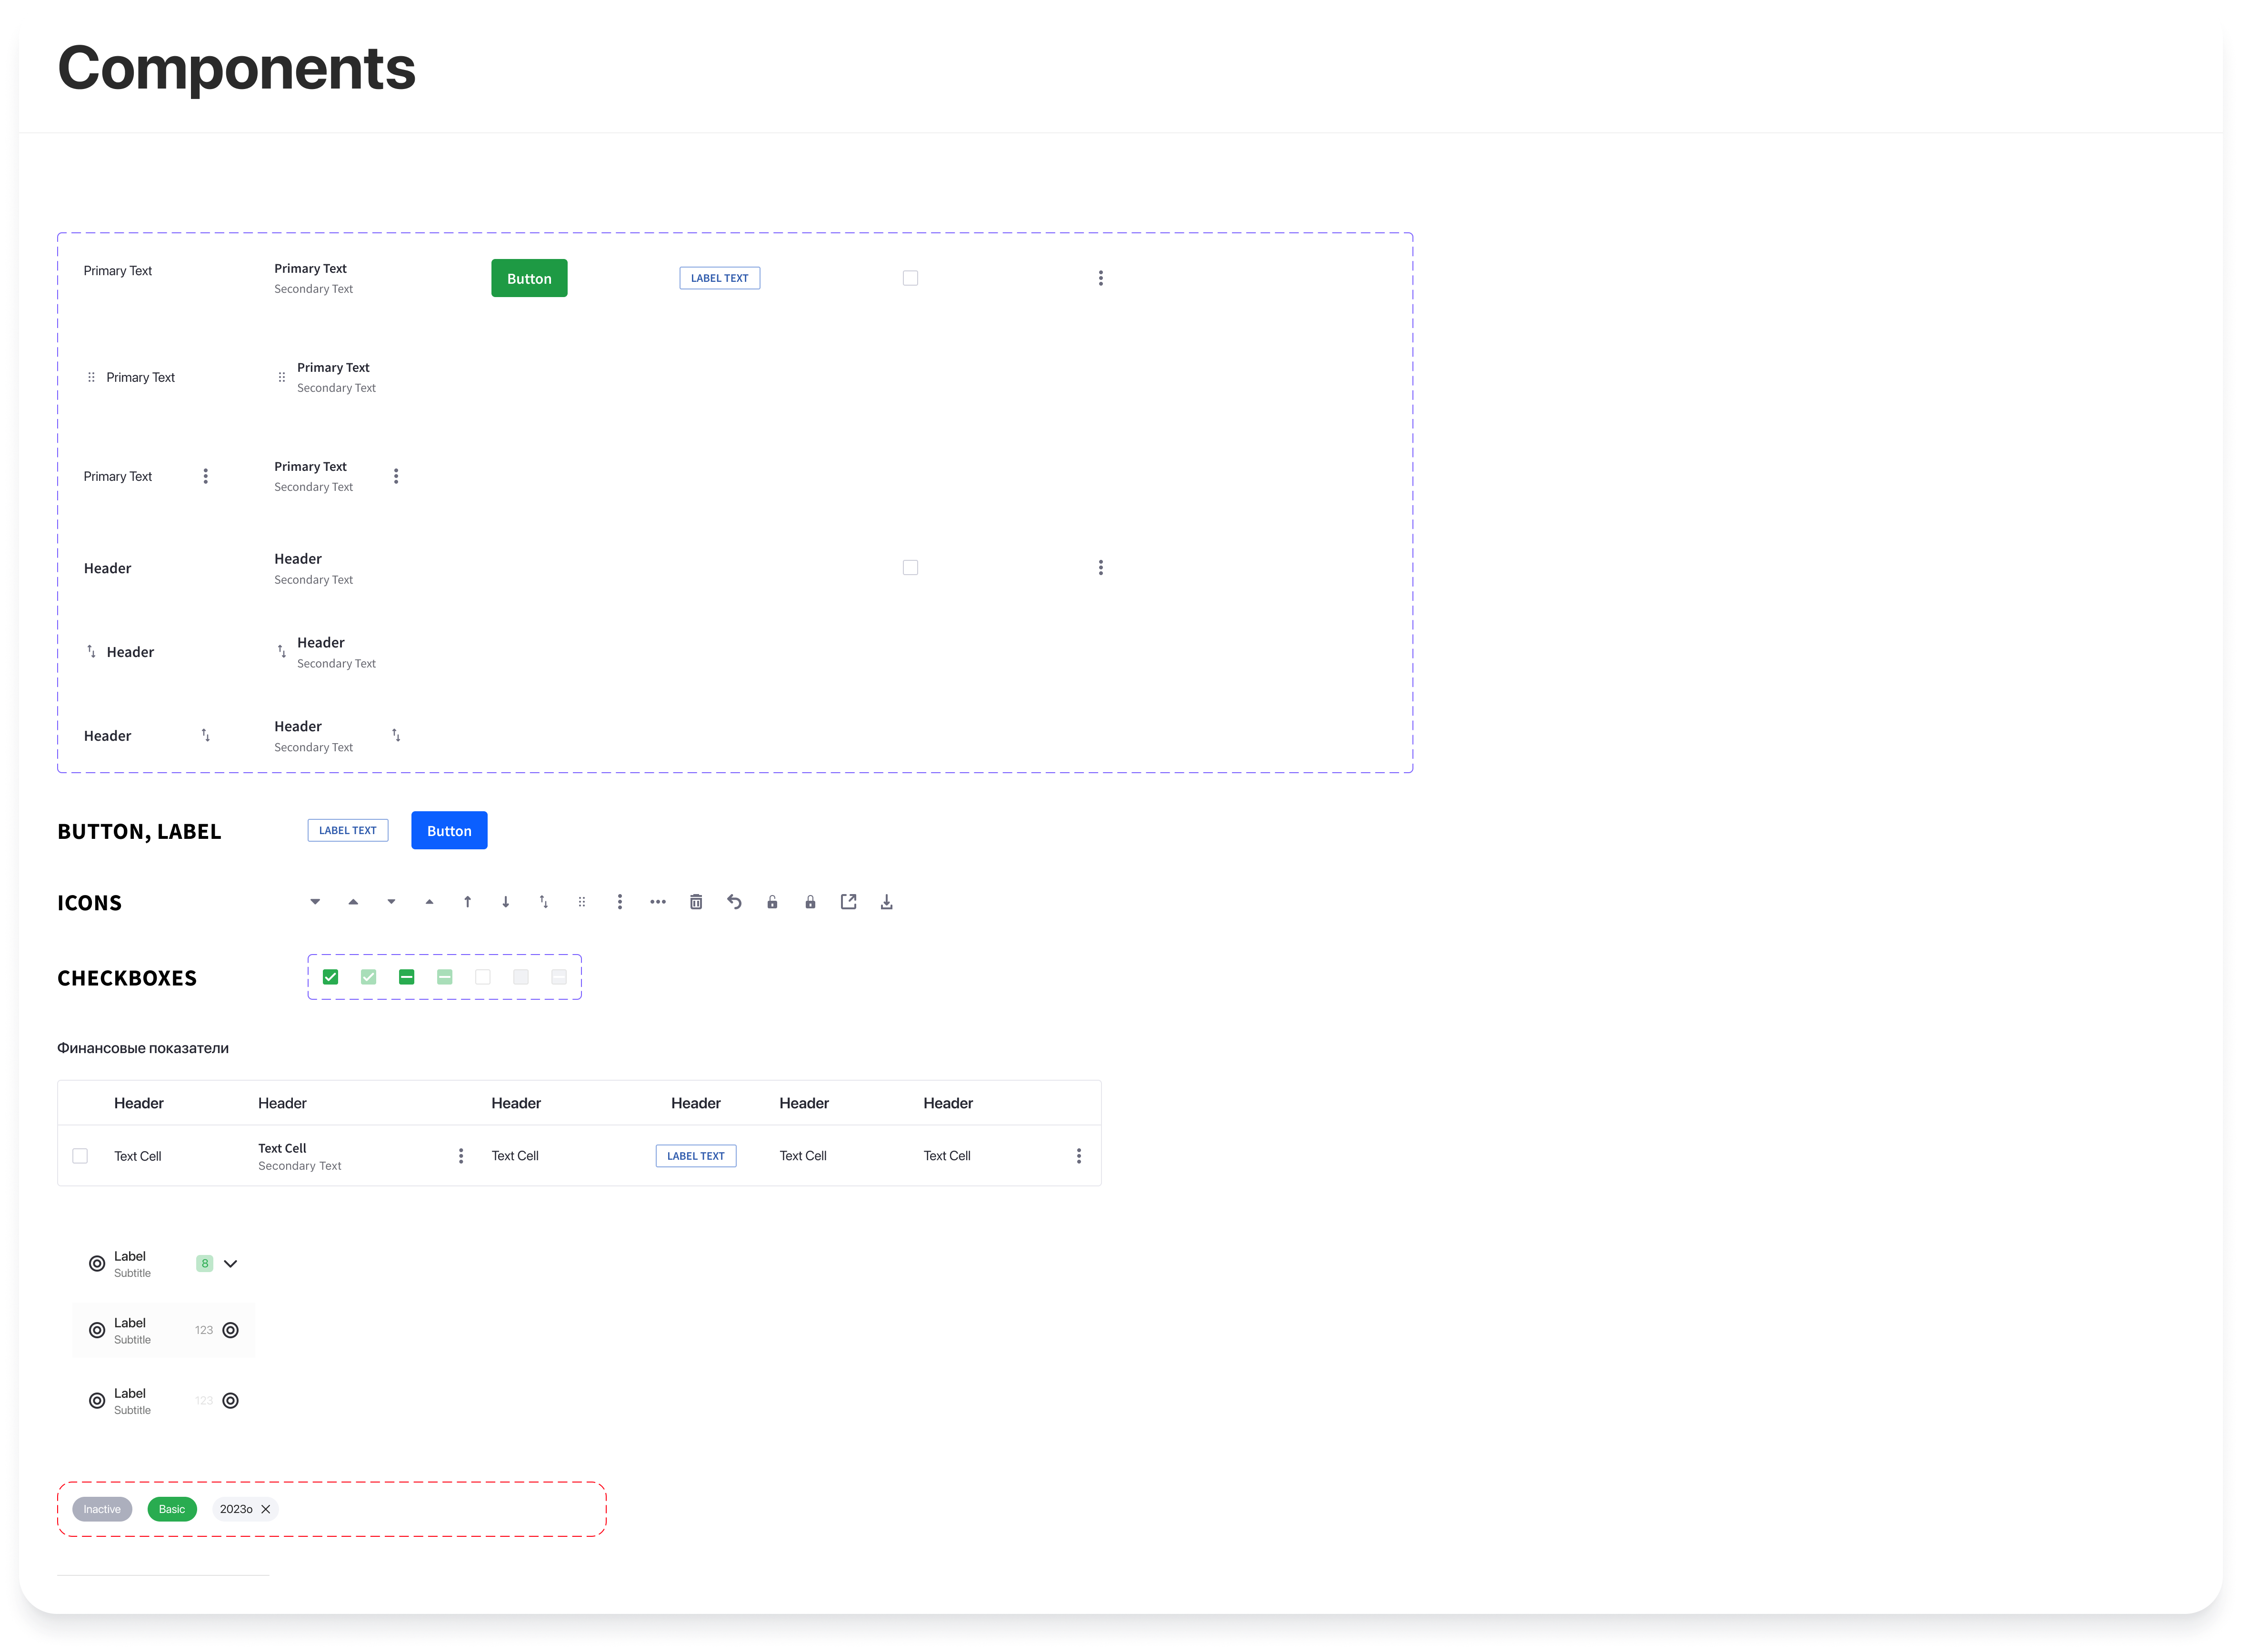 Components
Primary Text
Primary Text
Secondary Text
Button
LABEL TEXT
Primary Text
Primary Text
Secondary Text
Primary Text
Primary Text
Secondary Text
Header
Header
Secondary Text
Header
Header
Secondary Text
Header
Header
Secondary Text
BUTTON, LABEL
LABEL TEXT
Button
ICONS
CHECKBOXES
Финансовые показатели
Header
Header
Header
Header
Header
Header
Text Cell
Text Cell
Secondary Text
Text Cell
LABEL TEXT
Text Cell
Text Cell
Label
Subtitle
8
Label
Subtitle
123
Label
Subtitle
123
Inactive
Basic
2023о